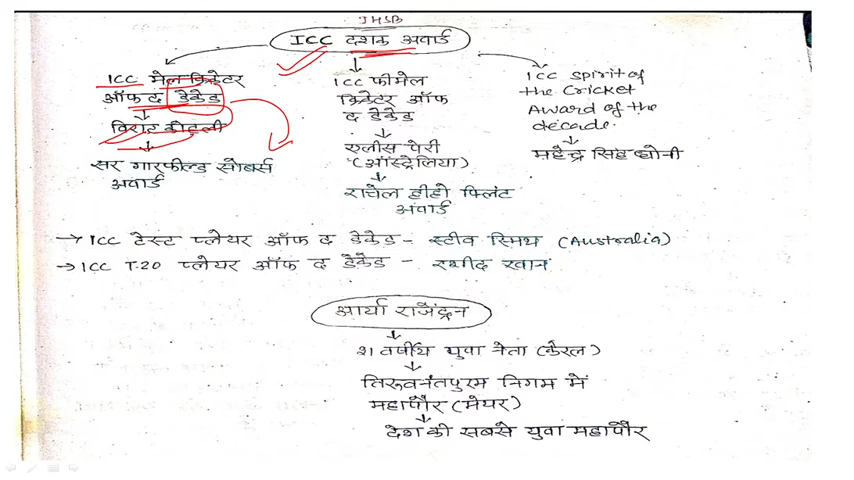 JHSB
ICC दशक अवार्ड
ICC मेल क्रिकेटर
ऑफ द डेकेड
विराट कोहली
सर गारफील्ड सोबर्स
अवार्ड
ICC फीमेल
क्रिकेटर ऑफ
द डेकेड
एलीस पैरी
(ऑस्ट्रेलिया)
राचेल हीहो फ्लिंट
अवार्ड
ICC spirit of
the Cricket
Award of the
decade.
महेन्द्र सिंह धोनी
→ ICC टेस्ट प्लेयर ऑफ द डेकेड - स्टीव स्मिथ (Australia)
→ ICC T-20 प्लेयर ऑफ द डेकेड - रशीद खान
आर्या राजेंद्रन
21 वर्षीय युवा नेता (केरल)
तिरुवनंतपुरम निगम में
महापौर (मेयर)
देश की सबसे युवा महापौर